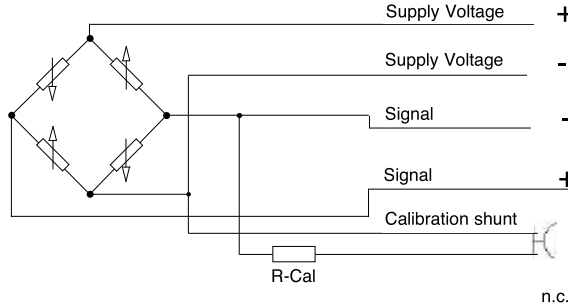 Supply Voltage +
Supply Voltage -
Signal -
Signal +
Calibration shunt
R-Cal
n.c.